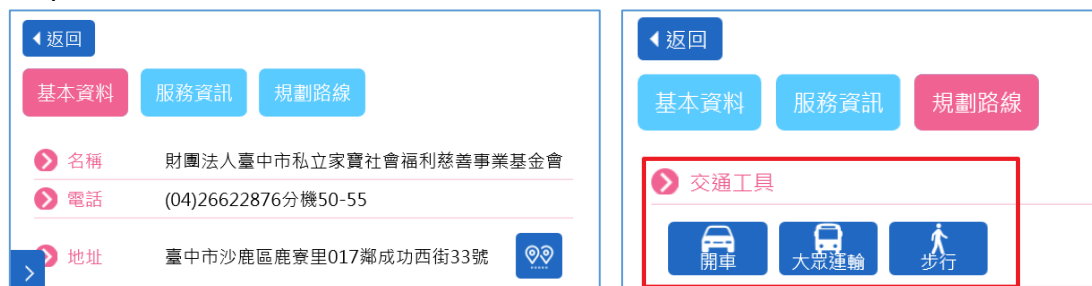 返回
基本資料 服務資訊 規劃路線
名稱 財團法人臺中市私立家寶社會福利慈善事業基金會
電話 (04)26622876分機50-55
地址 臺中市沙鹿區鹿寮里017鄰成功西街33號
返回
基本資料 服務資訊 規劃路線
交通工具
開車 大眾運輸 步行